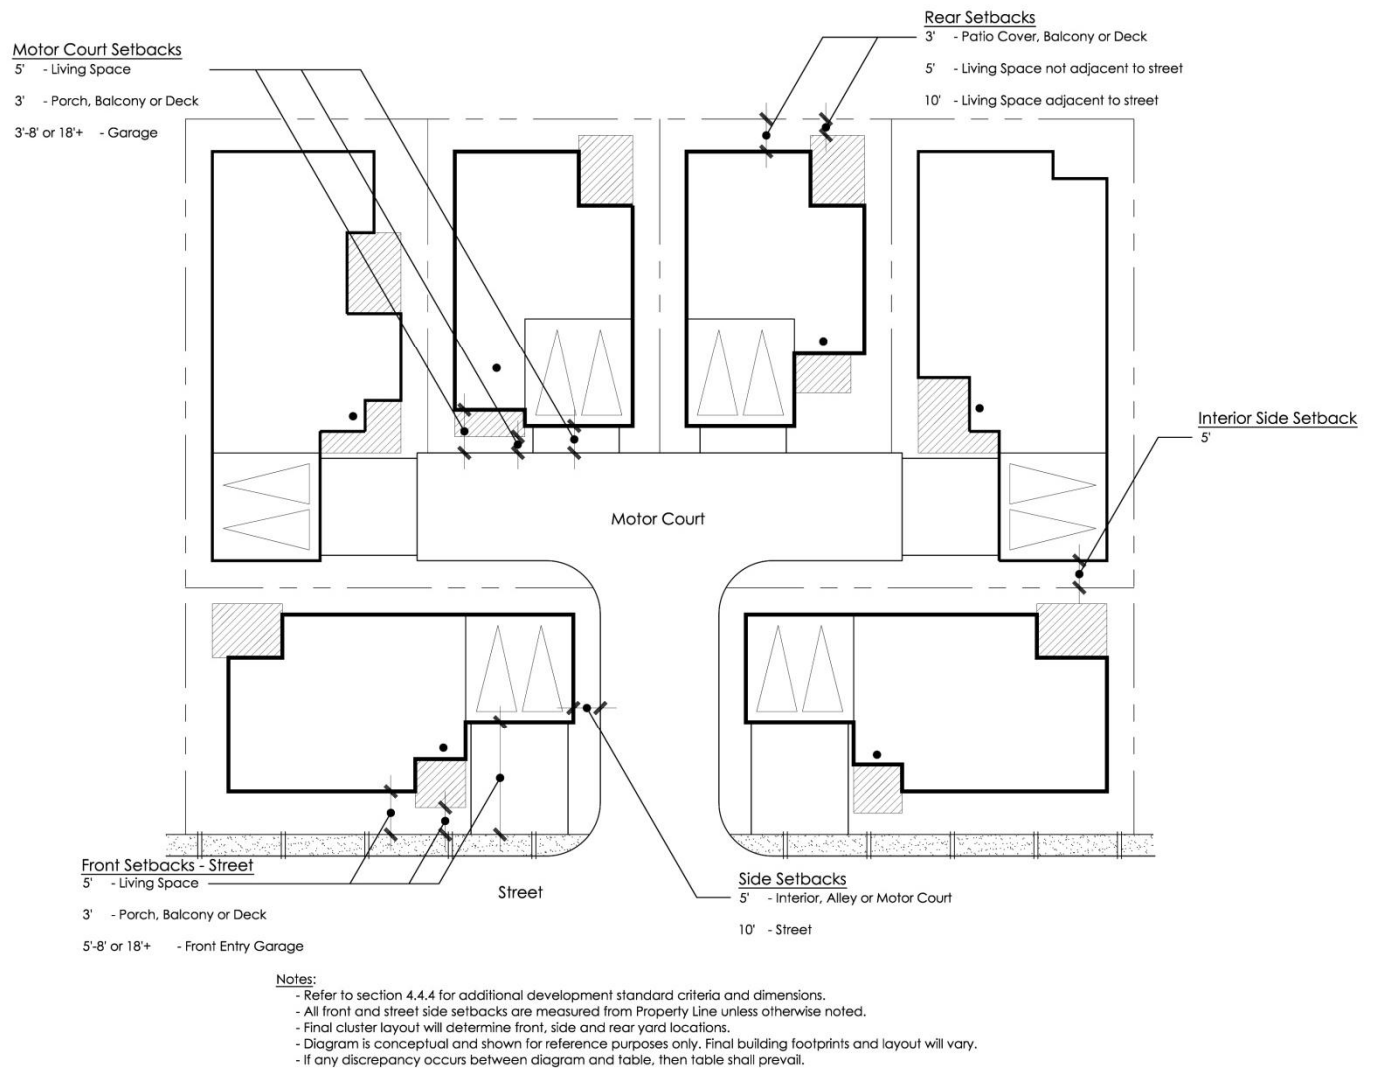 Rear Setbacks
3' - Patio Cover, Balcony or Deck
5' - Living Space not adjacent to street
10' - Living Space adjacent to street
Motor Court Setbacks
5' - Living Space
3' - Porch, Balcony or Deck
3'-8' or 18'+ - Garage
Interior Side Setback
5'
Motor Court
Front Setbacks - Street
5' - Living Space
3' - Porch, Balcony or Deck
5'-8' or 18'+ - Front Entry Garage
Street
Side Setbacks
5' - Interior, Alley or Motor Court
10' - Street
Notes:
- Refer to section 4.4.4 for additional development standard criteria and dimensions.
- All front and street side setbacks are measured from Property Line unless otherwise noted.
- Final cluster layout will determine front, side and rear yard locations.
- Diagram is conceptual and shown for reference purposes only. Final building footprints and layout will vary.
- If any discrepancy occurs between diagram and table, then table shall prevail.